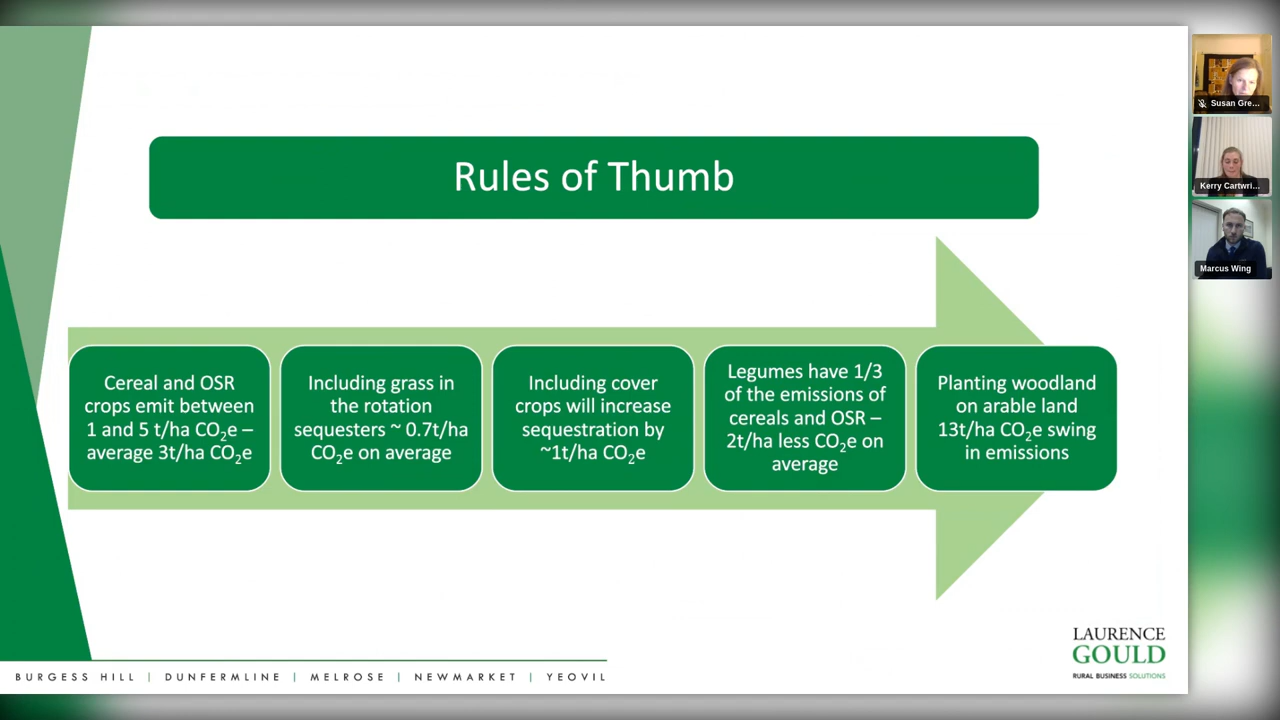 Rules of Thumb
Cereal and OSR
crops emit between
1 and 5 t/ha CO₂e –
average 3t/ha CO₂e
Including grass in
the rotation
sequesters ~ 0.7t/ha
CO₂e on average
Including cover
crops will increase
sequestration by
~1t/ha CO₂e
Legumes have 1/3
of the emissions of
cereals and OSR –
2t/ha less CO₂e on
average
Planting woodland
on arable land
13t/ha CO₂e swing
in emissions
LAURENCE
GOULD
RURAL BUSINESS SOLUTIONS
BURGESS HILL | DUNFERMLINE | MELROSE | NEWMARKET | YEOVIL
Susan Gre...
Kerry Cartwri...
Marcus Wing